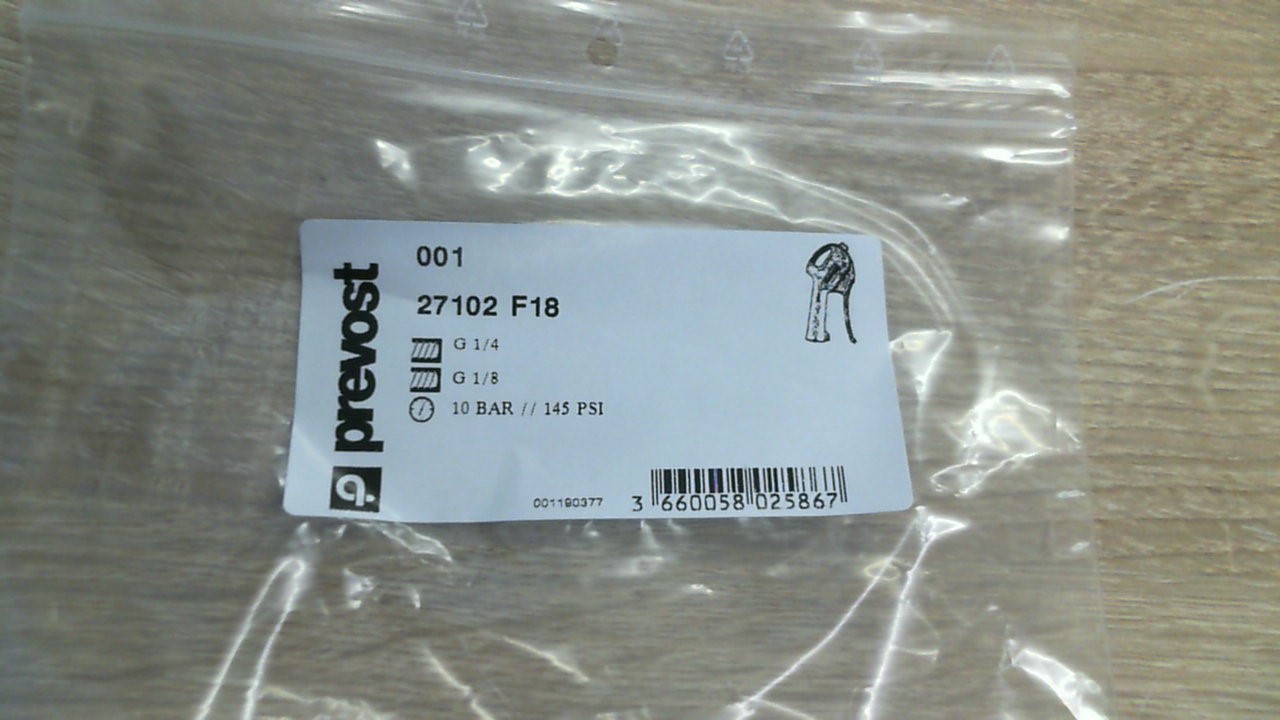 prevost
001
27102 F18
G 1/4
G 1/8
10 BAR // 145 PSI
001190377
3 660058 025867